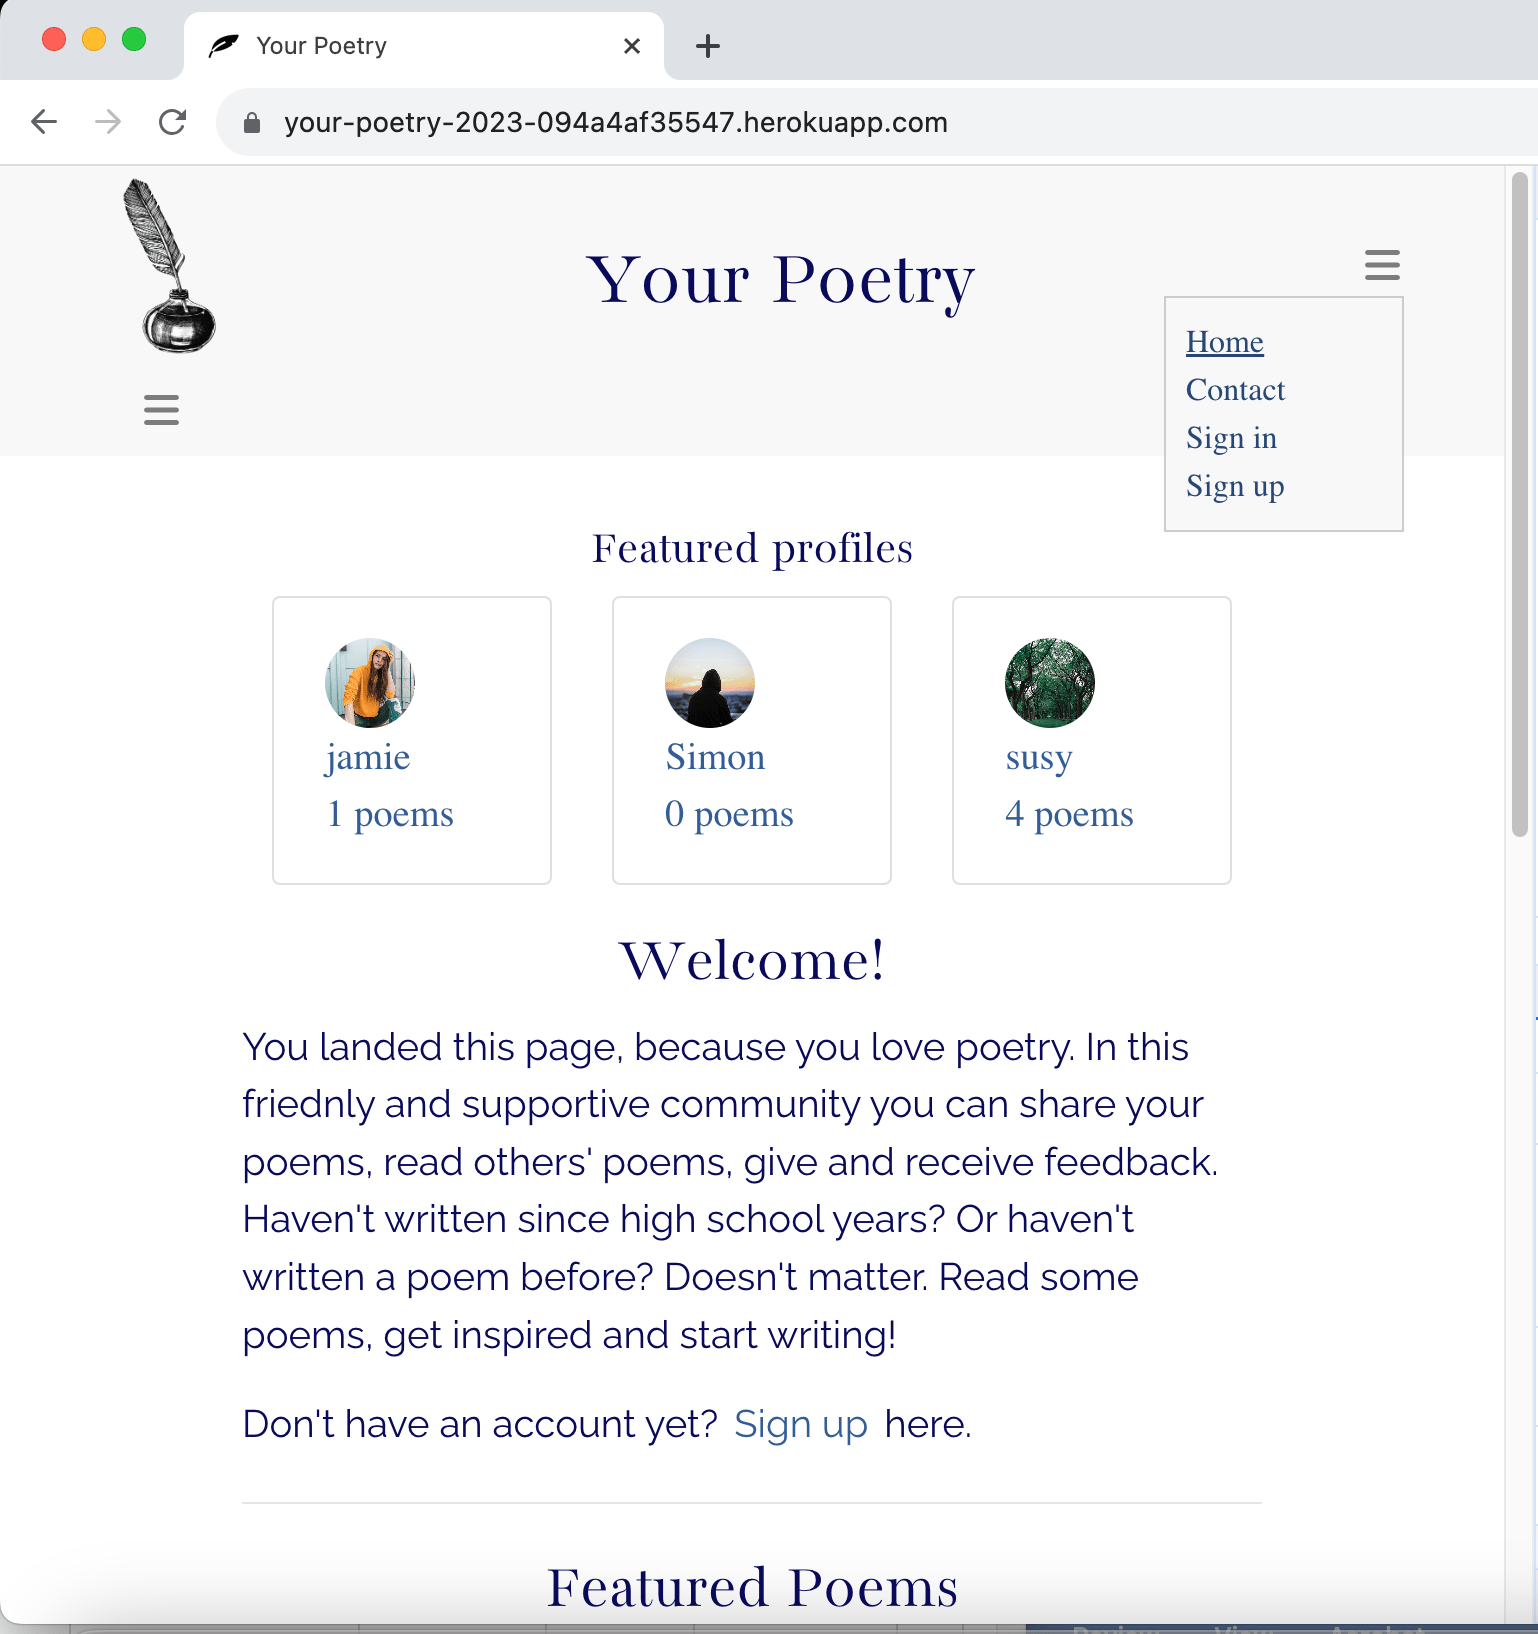 Your Poetry
your-poetry-2023-094a4af35547.herokuapp.com
Your Poetry
Home
Contact
Sign in
Sign up
Featured profiles
jamie
1 poems
Simon
0 poems
susy
4 poems
Welcome!
You landed this page, because you love poetry. In this
friednly and supportive community you can share your
poems, read others' poems, give and receive feedback.
Haven't written since high school years? Or haven't
written a poem before? Doesn't matter. Read some
poems, get inspired and start writing!
Don't have an account yet? Sign up here.
Featured Poems